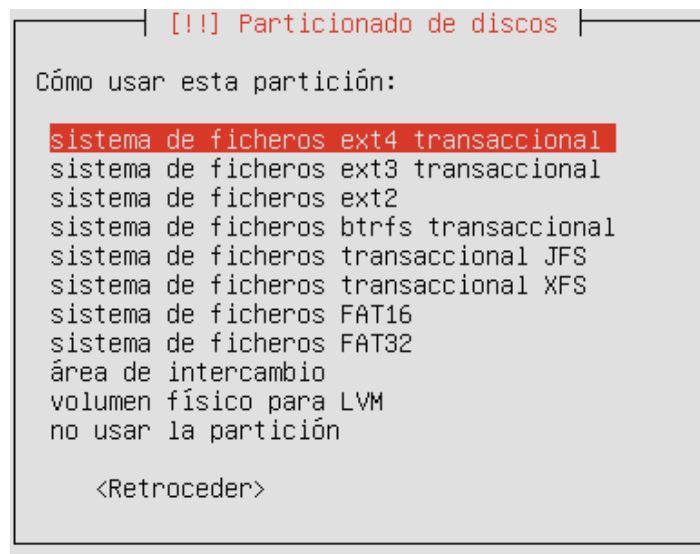 [!!] Particionado de discos
Cómo usar esta partición:
sistema de ficheros ext4 transaccional
sistema de ficheros ext3 transaccional
sistema de ficheros ext2
sistema de ficheros btrfs transaccional
sistema de ficheros transaccional JFS
sistema de ficheros transaccional XFS
sistema de ficheros FAT16
sistema de ficheros FAT32
área de intercambio
volumen físico para LVM
no usar la partición
<Retroceder>